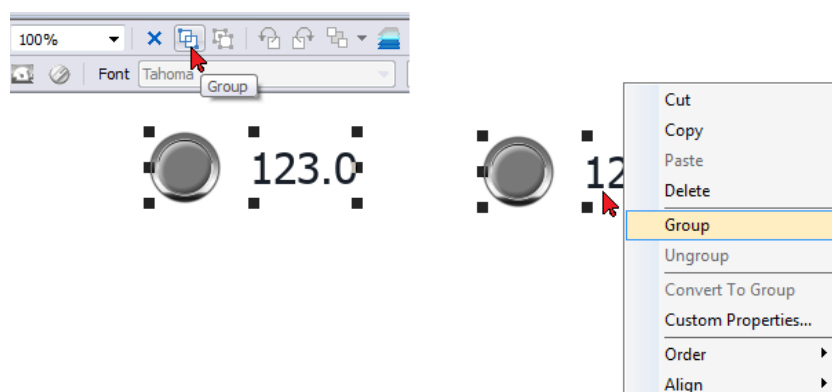 100%
Font Tahoma
Group
123.0
12
Cut
Copy
Paste
Delete
Group
Ungroup
Convert To Group
Custom Properties...
Order
Align